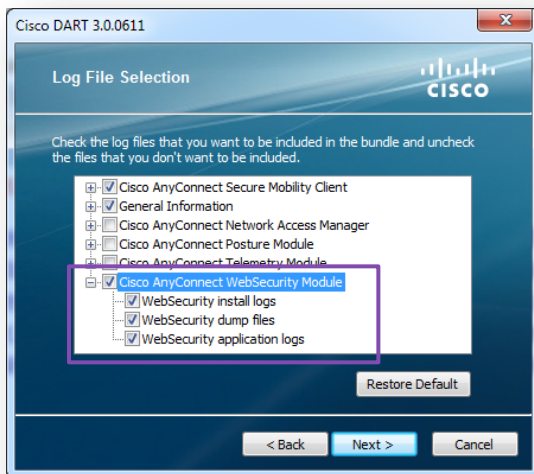 Cisco DART 3.0.0611
Log File Selection
CISCO
Check the log files that you want to be included in the bundle and uncheck
the files that you don't want to be included.
Cisco AnyConnect Secure Mobility Client
General Information
Cisco AnyConnect Network Access Manager
Cisco AnyConnect Posture Module
Cisco AnyConnect Telemetry Module
Cisco AnyConnect WebSecurity Module
WebSecurity install logs
WebSecurity dump files
WebSecurity application logs
Restore Default
< Back Next > Cancel